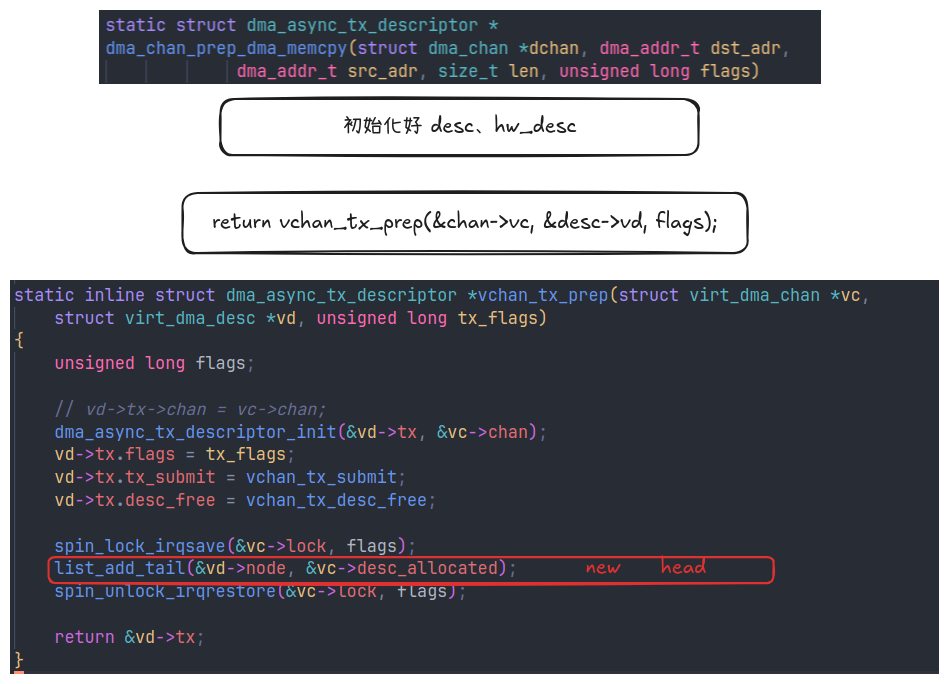 static struct dma_async_tx_descriptor *
dma_chan_prep_dma_memcpy(struct dma_chan *dchan, dma_addr_t dst_adr,
dma_addr_t src_adr, size_t len, unsigned long flags)
初始化好 desc、hw_desc
return vchan_tx_prep(&chan->vc, &desc->vd, flags);
static inline struct dma_async_tx_descriptor *vchan_tx_prep(struct virt_dma_chan *vc,
struct virt_dma_desc *vd, unsigned long tx_flags)
{
unsigned long flags;
// vd->tx->chan = vc->chan;
dma_async_tx_descriptor_init(&vd->tx, &vc->chan);
vd->tx.flags = tx_flags;
vd->tx.tx_submit = vchan_tx_submit;
vd->tx.desc_free = vchan_tx_desc_free;
spin_lock_irqsave(&vc->lock, flags);
list_add_tail(&vd->node, &vc->desc_allocated); new head
spin_unlock_irqrestore(&vc->lock, flags);
return &vd->tx;
}